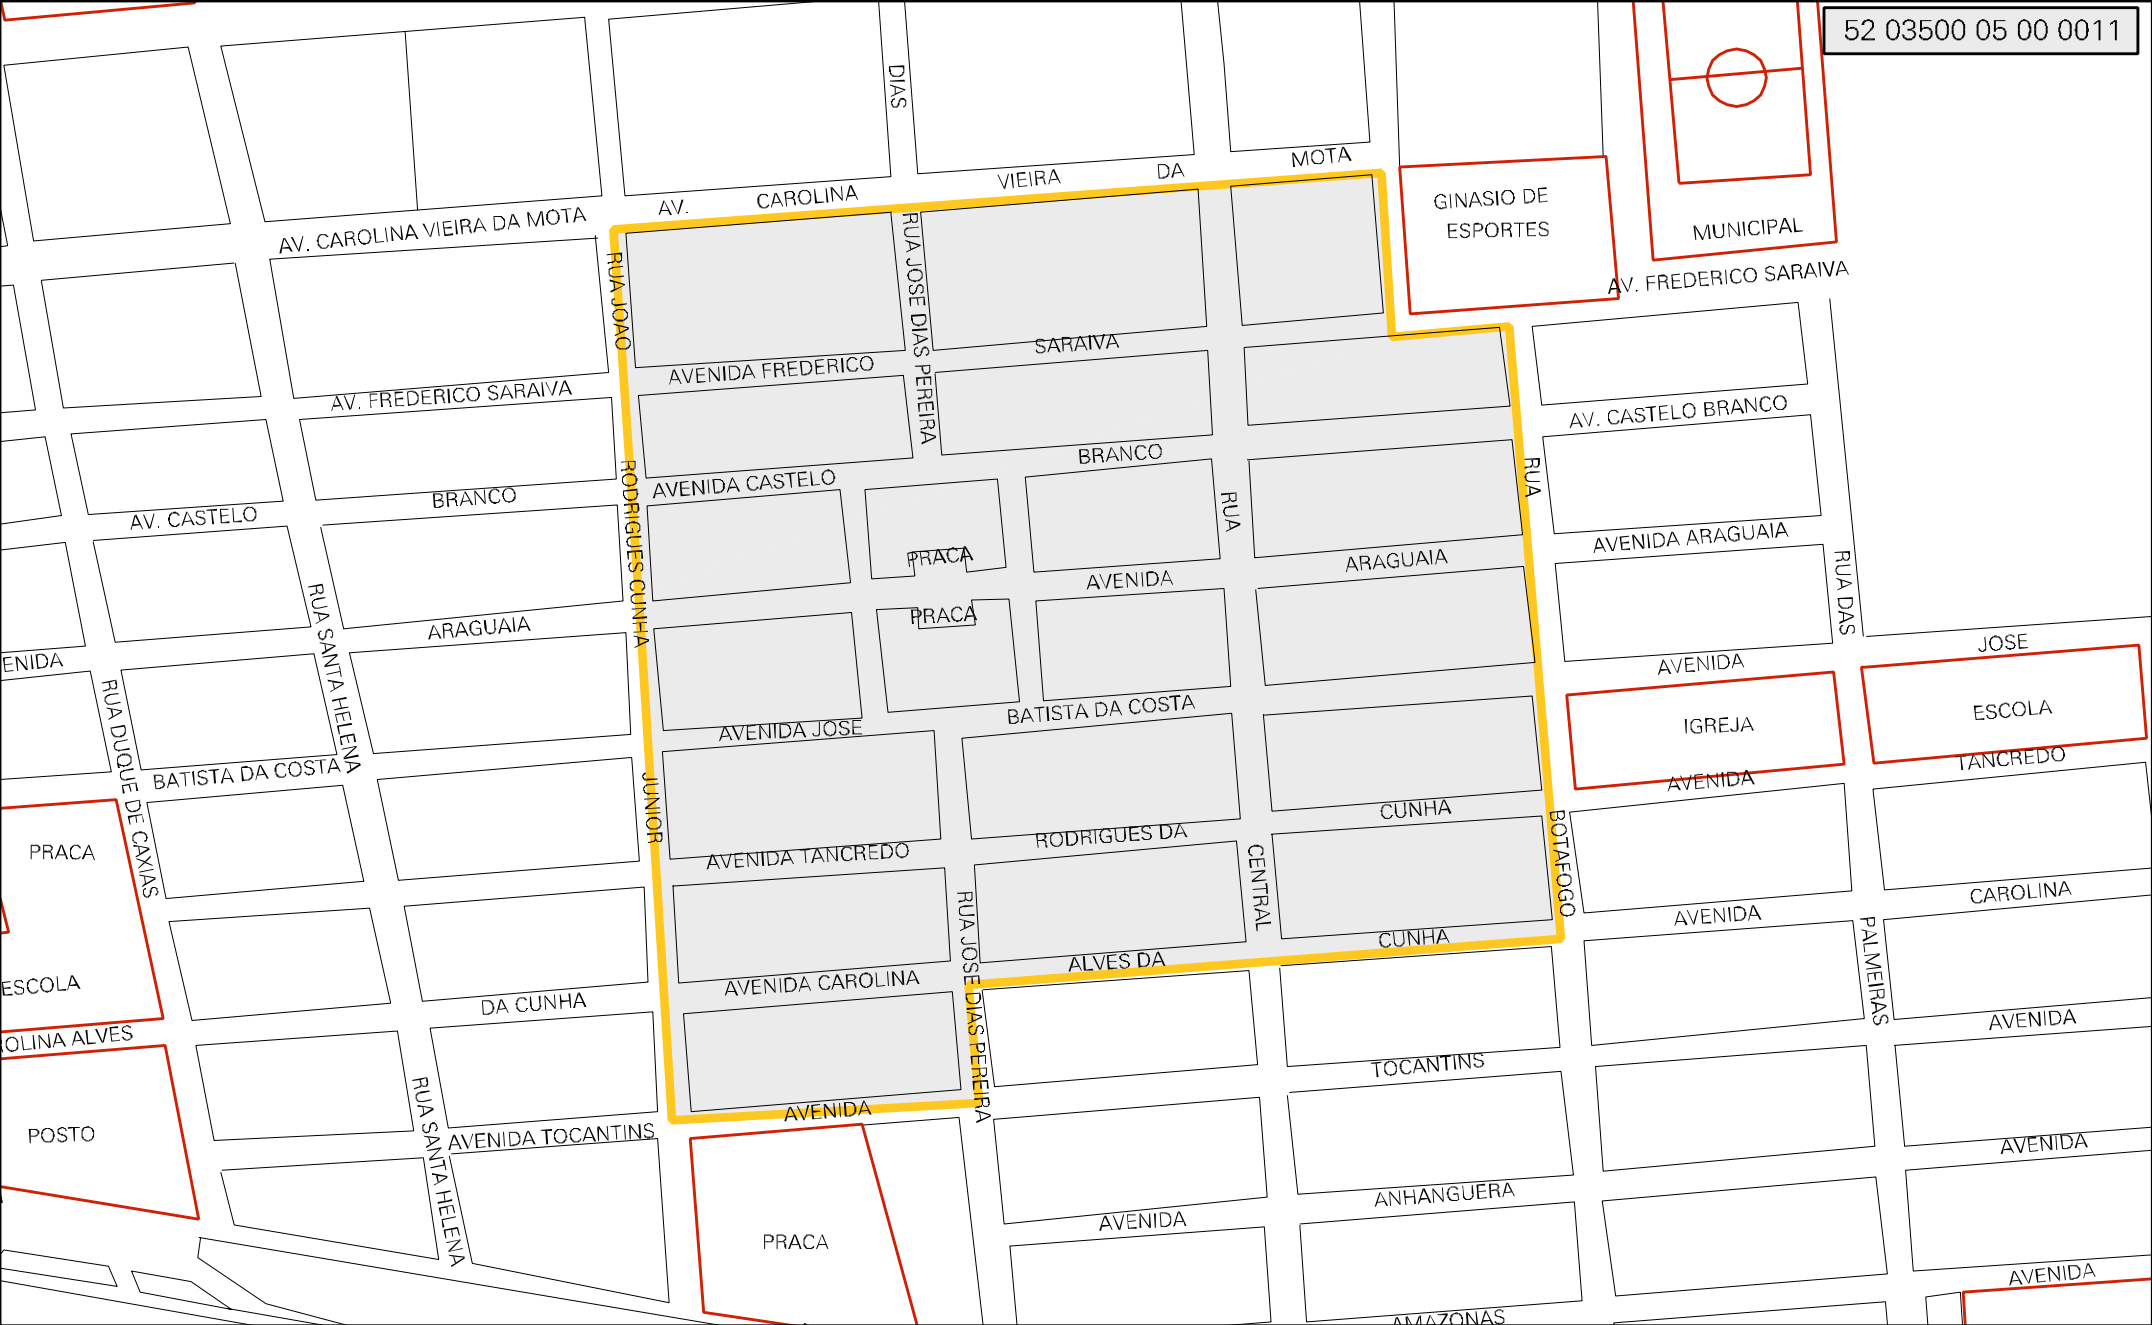 52 03500 05 00 0011
DIAS
AV. CAROLINA VIEIRA DA MOTA
AV. CAROLINA VIEIRA DA MOTA
GINASIO DE
ESPORTES
MUNICIPAL
AV. FREDERICO SARAIVA
RUA JOAO
RODRIGUES CUNHA
JUNIOR
RUA JOSE DIAS PEREIRA
AVENIDA FREDERICO SARAIVA
AV. FREDERICO SARAIVA
AV. CASTELO BRANCO
AVENIDA CASTELO BRANCO
AV. CASTELO BRANCO
RUA
CENTRAL
RUA
BOTAFOGO
PRACA
PRACA
AVENIDA ARAGUAIA
AVENIDA ARAGUAIA
RUA DAS
PALMEIRAS
RUA SANTA HELENA
ENIDA
ARAGUAIA
AVENIDA
JOSE
RUA DUQUE DE CAXIAS
AVENIDA JOSE
BATISTA DA COSTA
BATISTA DA COSTA
IGREJA
ESCOLA
AVENIDA
TANCREDO
PRACA
AVENIDA TANCREDO
RODRIGUES DA
CUNHA
AVENIDA
CAROLINA
ESCOLA
RUA JOSE DIAS PEREIRA
AVENIDA CAROLINA
ALVES DA
CUNHA
DA CUNHA
OLINA ALVES
AVENIDA
TOCANTINS
RUA SANTA HELENA
AVENIDA TOCANTINS
AVENIDA
POSTO
AVENIDA
PRACA
AVENIDA
ANHANGUERA
AVENIDA
AMAZONAS